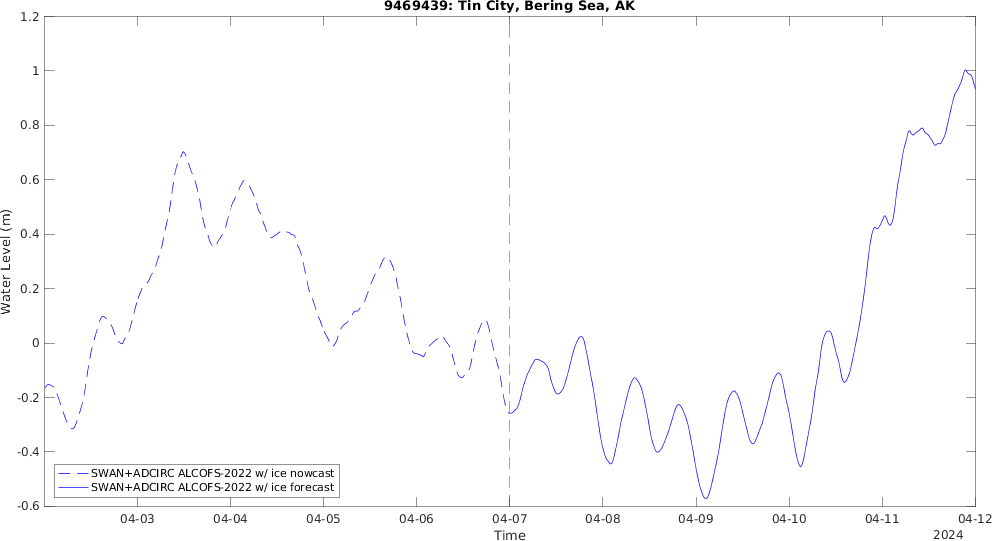 9469439: Tin City, Bering Sea, AK
1.2
1
0.8
0.6
0.4
0.2
0
-0.2
-0.4
-0.6
Water Level (m)
SWAN+ADCIRC ALCOFS-2022 w/ ice nowcast
SWAN+ADCIRC ALCOFS-2022 w/ ice forecast
04-03 04-04 04-05 04-06 04-07 04-08 04-09 04-10 04-11 04-12
Time
2024